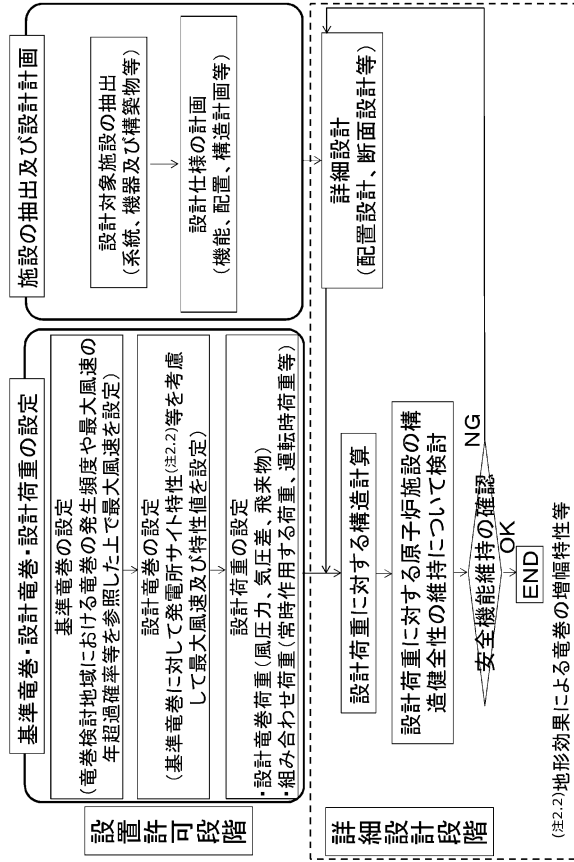 設置許可段階
基準竜巻・設計竜巻・設計荷重の設定
基準竜巻の設定
(竜巻検討地域における竜巻の発生頻度や最大風速の
年超過確率等を参照した上で最大風速を設定)
設計竜巻の設定
(基準竜巻に対して発電所サイト特性(注2.2)等を考慮
して最大風速及び特性値を設定)
設計荷重の設定
・設計竜巻荷重(風圧力、気圧差、飛来物)
・組み合わせ荷重(常時作用する荷重、運転時荷重等)
施設の抽出及び設計計画
設計対象施設の抽出
(系統、機器及び構築物等)
設計仕様の計画
(機能、配置、構造計画等)
詳細設計段階
詳細設計
(配置設計、断面設計等)
設計荷重に対する構造計算
設計荷重に対する原子炉施設の構
造健全性の維持について検討
安全機能維持の確認
NG
OK
END
(注2.2)地形効果による竜巻の増幅特性等